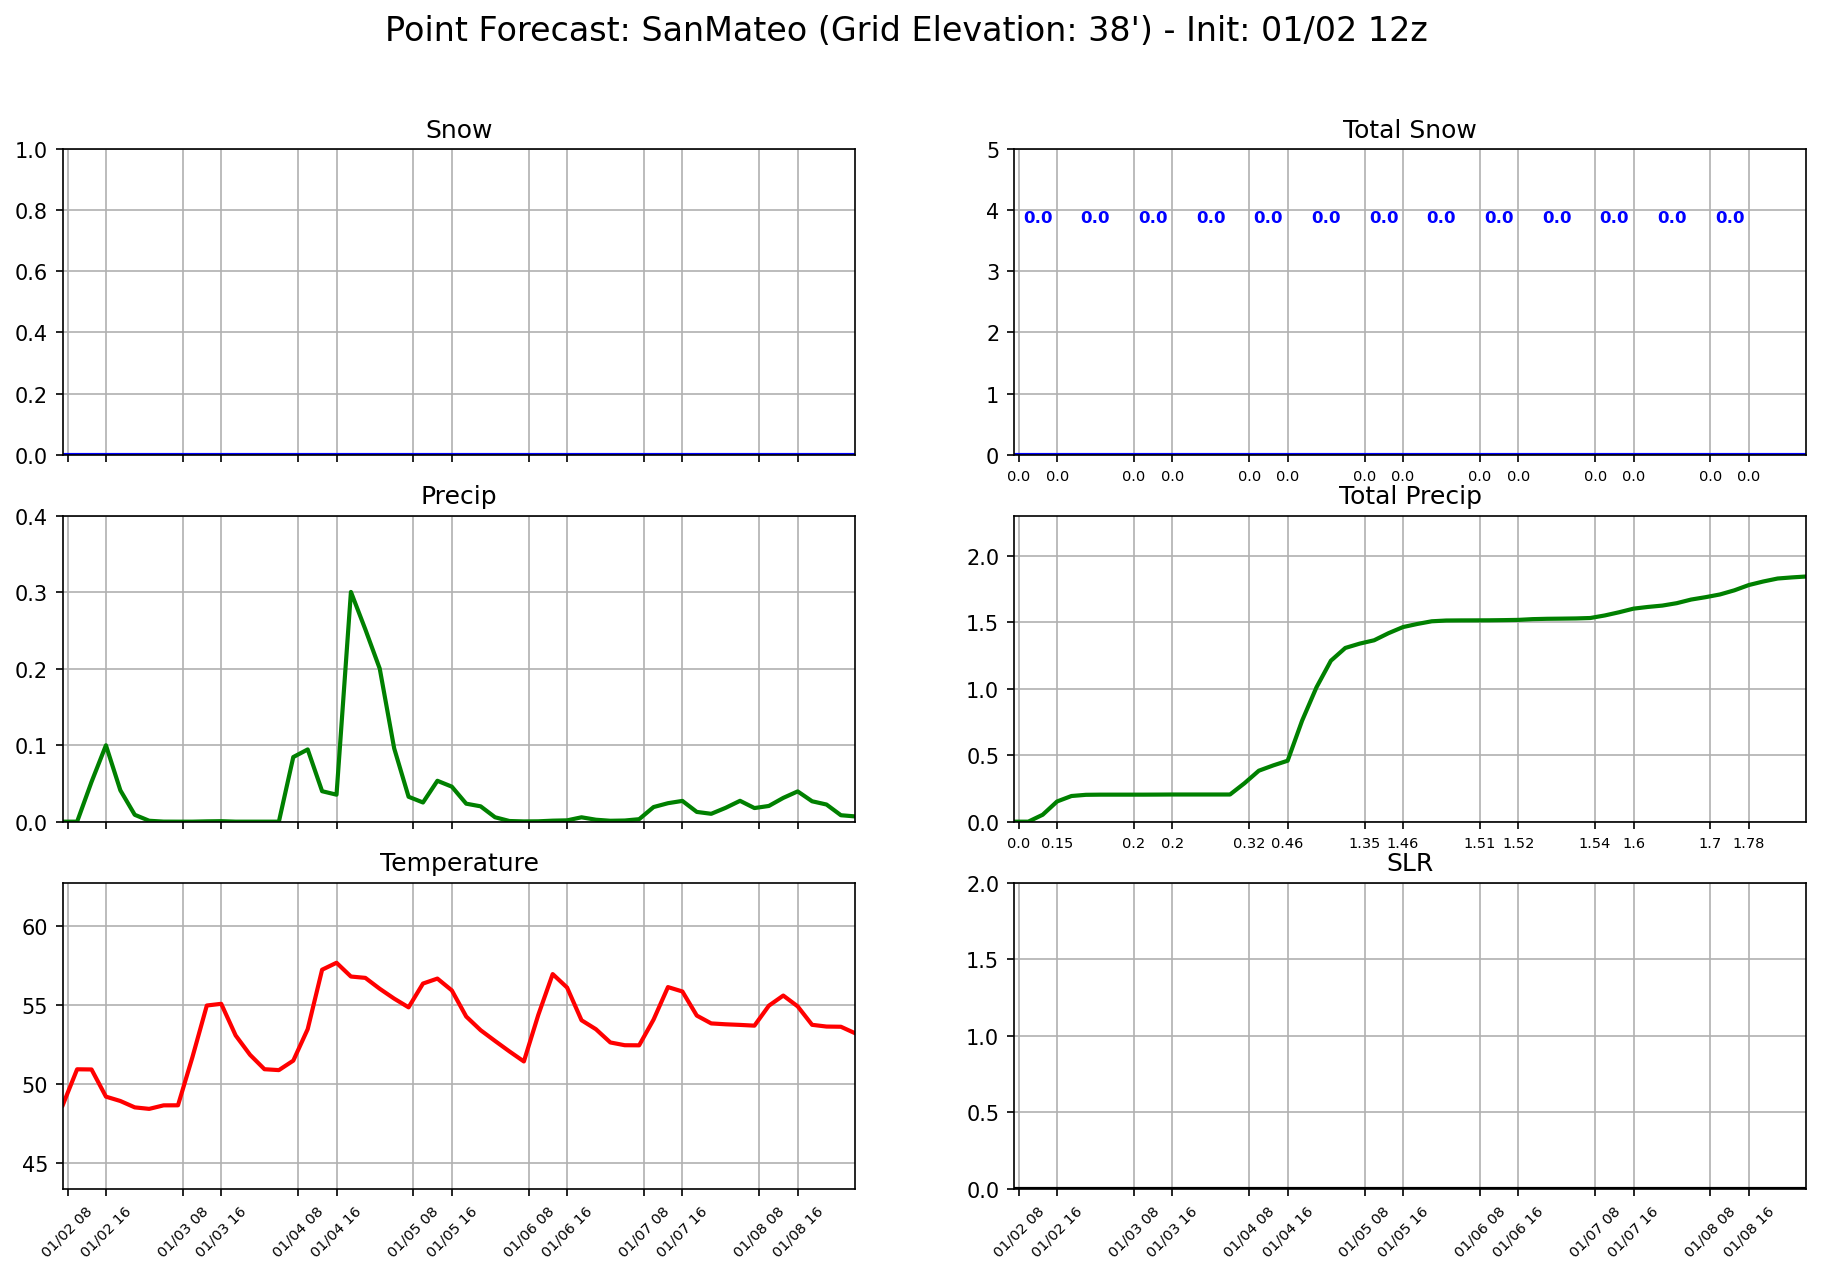 Point Forecast: SanMateo (Grid Elevation: 38') - Init: 01/02 12z
Snow
1.0
0.8
0.6
0.4
0.2
0.0
Total Snow
5
4
3
2
1
0
0.0 0.0 0.0 0.0 0.0 0.0 0.0 0.0 0.0 0.0 0.0 0.0 0.0
0.0 0.0 0.0 0.0 0.0 0.0 0.0 0.0 0.0 0.0 0.0 0.0 0.0 0.0
Precip
0.4
0.3
0.2
0.1
0.0
Total Precip
2.0
1.5
1.0
0.5
0.0
0.0 0.15 0.2 0.2 0.32 0.46 1.35 1.46 1.51 1.52 1.54 1.6 1.7 1.78
Temperature
60
55
50
45
01/02 08 01/02 16 01/03 08 01/03 16 01/04 08 01/04 16 01/05 08 01/05 16 01/06 08 01/06 16 01/07 08 01/07 16 01/08 08 01/08 16
SLR
2.0
1.5
1.0
0.5
0.0
01/02 08 01/02 16 01/03 08 01/03 16 01/04 08 01/04 16 01/05 08 01/05 16 01/06 08 01/06 16 01/07 08 01/07 16 01/08 08 01/08 16